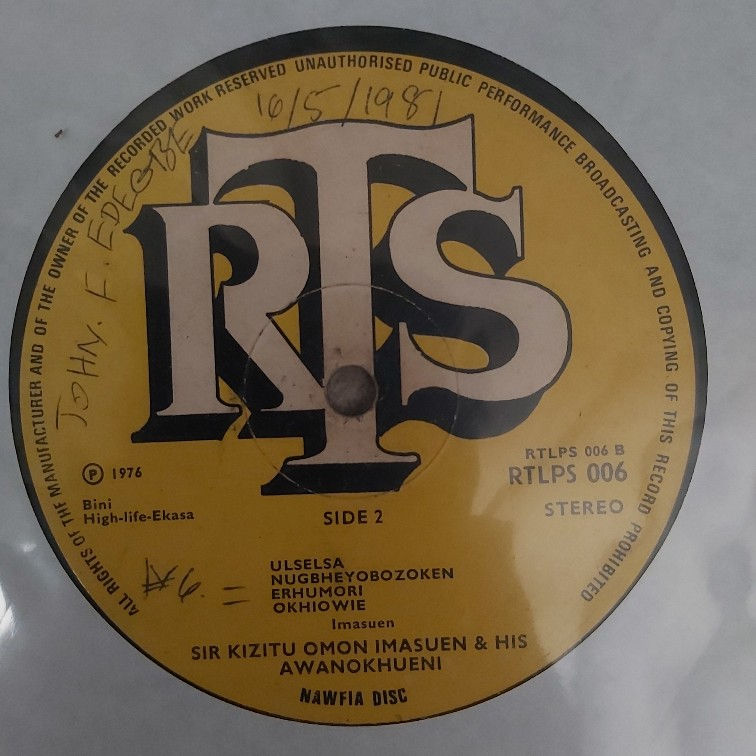 ALL RIGHTS OF THE MANUFACTURER AND OF THE OWNER OF THE RECORDED WORK RESERVED UNAUTHORISED PUBLIC PERFORMANCE BROADCASTING AND COPYING OF THIS RECORD PROHIBITED
16/5/1981
JOHN. F. EDEGBE
RTS
RTLPS 006 B
RTLPS 006
STEREO
℗ 1976
Bini
High-life-Ekasa
SIDE 2
ULSELSA
NUGBHEYOBOZOKEN
ERHUMORI
OKHIOWIE
Imasuen
SIR KIZITU OMON IMASUEN & HIS
AWANOKHUENI
NAWFIA DISC